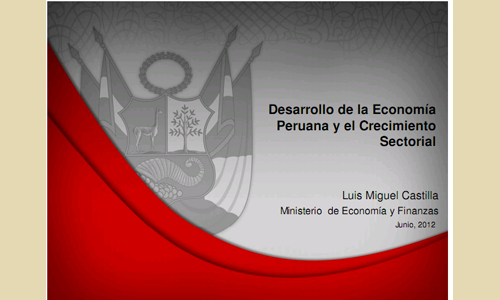 Desarrollo de la Economía
Peruana y el Crecimiento
Sectorial
Luis Miguel Castilla
Ministerio de Economía y Finanzas
Junio, 2012